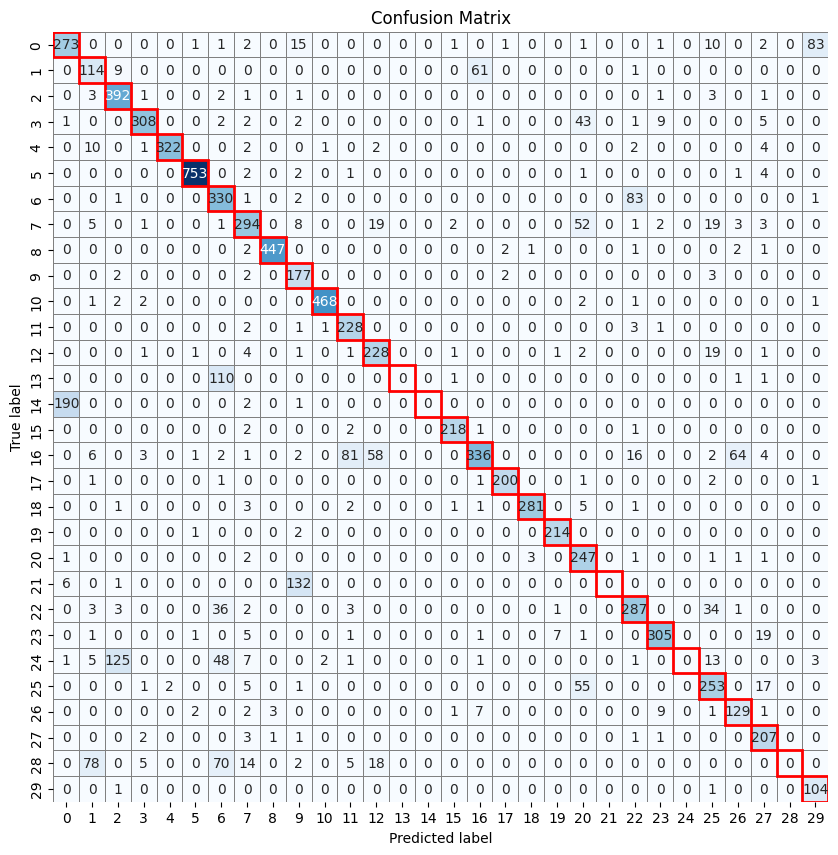 Confusion Matrix
0 273 0 0 0 0 1 1 2 0 15 0 0 0 0 0 1 0 1 0 0 1 0 0 1 0 10 0 2 0 83
1 0 114 9 0 0 0 0 0 0 0 0 0 0 0 0 0 61 0 0 0 0 0 1 0 0 0 0 0 0 0
2 0 3 392 1 0 0 2 1 0 1 0 0 0 0 0 0 0 0 0 0 0 0 0 1 0 3 0 1 0 0
3 1 0 0 308 0 0 2 2 0 2 0 0 0 0 0 0 1 0 0 0 43 0 1 9 0 0 0 5 0 0
4 0 10 0 1 322 0 0 2 0 0 1 0 2 0 0 0 0 0 0 0 0 0 2 0 0 0 0 4 0 0
5 0 0 0 0 0 753 0 2 0 2 0 1 0 0 0 0 0 0 0 0 1 0 0 0 0 0 1 4 0 0
6 0 0 1 0 0 0 330 1 0 2 0 0 0 0 0 0 0 0 0 0 0 0 83 0 0 0 0 0 0 1
7 0 5 0 1 0 0 1 294 0 8 0 0 19 0 0 2 0 0 0 0 52 0 1 2 0 19 3 3 0 0
8 0 0 0 0 0 0 0 2 447 0 0 0 0 0 0 0 0 2 1 0 0 0 1 0 0 0 2 1 0 0
9 0 0 2 0 0 0 0 2 0 177 0 0 0 0 0 0 0 2 0 0 0 0 0 0 0 3 0 0 0 0
10 0 1 2 2 0 0 0 0 0 0 468 0 0 0 0 0 0 0 0 0 2 0 1 0 0 0 0 0 0 1
11 0 0 0 0 0 0 0 2 0 1 1 228 0 0 0 0 0 0 0 0 0 0 3 1 0 0 0 0 0 0
12 0 0 0 1 0 1 0 4 0 1 0 1 228 0 0 1 0 0 0 1 2 0 0 0 0 19 0 1 0 0
13 0 0 0 0 0 0 110 0 0 0 0 0 0 0 0 1 0 0 0 0 0 0 0 0 0 0 1 1 0 0
14 190 0 0 0 0 0 0 2 0 1 0 0 0 0 0 0 0 0 0 0 0 0 0 0 0 0 0 0 0 0
15 0 0 0 0 0 0 0 2 0 0 0 2 0 0 0 218 1 0 0 0 0 0 1 0 0 0 0 0 0 0
16 0 6 0 3 0 1 2 1 0 2 0 81 58 0 0 0 336 0 0 0 0 0 16 0 0 2 64 4 0 0
17 0 1 0 0 0 0 1 0 0 0 0 0 0 0 0 0 1 200 0 0 1 0 0 0 0 2 0 0 0 1
18 0 0 1 0 0 0 0 3 0 0 0 2 0 0 0 1 1 0 281 0 5 0 1 0 0 0 0 0 0 0
19 0 0 0 0 0 1 0 0 0 2 0 0 0 0 0 0 0 0 0 214 0 0 0 0 0 0 0 0 0 0
20 1 0 0 0 0 0 0 2 0 0 0 0 0 0 0 0 0 0 3 0 247 0 1 0 0 1 1 1 0 0
21 6 0 1 0 0 0 0 0 0 132 0 0 0 0 0 0 0 0 0 0 0 0 0 0 0 0 0 0 0 0
22 0 3 3 0 0 0 36 2 0 0 0 3 0 0 0 0 0 0 0 1 0 0 287 0 0 34 1 0 0 0
23 0 1 0 0 0 1 0 5 0 0 0 1 0 0 0 0 1 0 0 7 1 0 0 305 0 0 0 19 0 0
24 1 5 125 0 0 0 48 7 0 0 2 1 0 0 0 0 1 0 0 0 0 0 1 0 0 13 0 0 0 3
25 0 0 0 1 2 0 0 5 0 1 0 0 0 0 0 0 0 0 0 0 55 0 0 0 0 253 0 17 0 0
26 0 0 0 0 0 2 0 2 3 0 0 0 0 0 0 1 7 0 0 0 0 0 0 9 0 1 129 1 0 0
27 0 0 0 2 0 0 0 3 1 1 0 0 0 0 0 0 0 0 0 0 0 0 1 1 0 0 0 207 0 0
28 0 78 0 5 0 0 70 14 0 2 0 5 18 0 0 0 0 0 0 0 0 0 0 0 0 0 0 0 0 0
29 0 0 1 0 0 0 0 0 0 0 0 0 0 0 0 0 0 0 0 0 0 0 0 0 0 1 0 0 0 104
True label
0 1 2 3 4 5 6 7 8 9 10 11 12 13 14 15 16 17 18 19 20 21 22 23 24 25 26 27 28 29
Predicted label